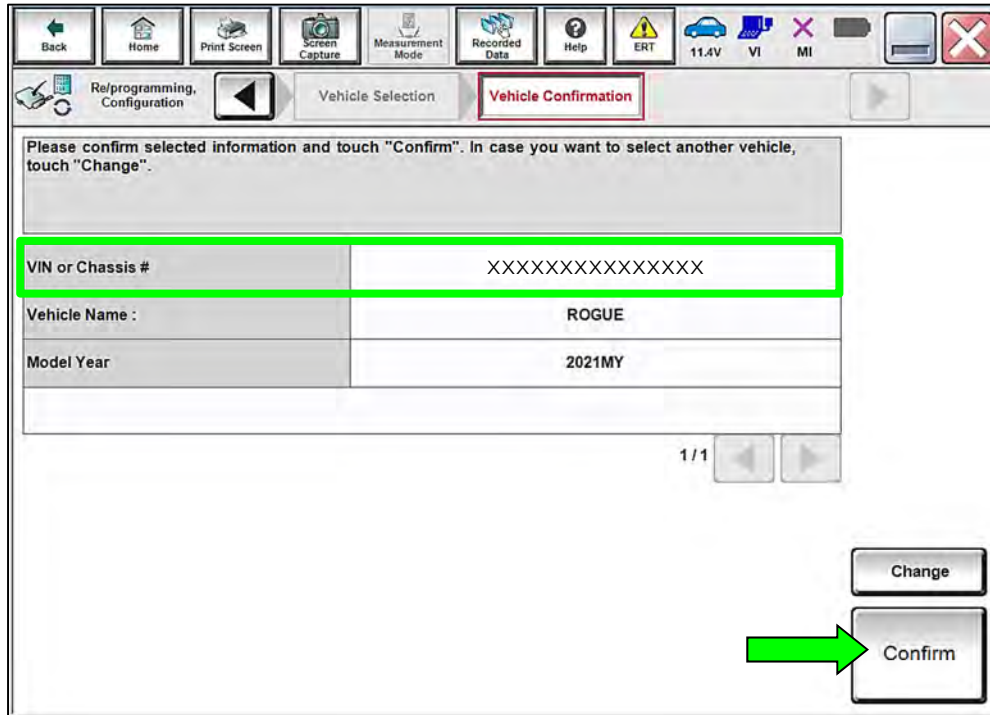 Back
Home
Print Screen
Screen Capture
Measurement Mode
Recorded Data
Help
ERT
11.4V
VI
MI
Re/programming, Configuration
Vehicle Selection
Vehicle Confirmation
Please confirm selected information and touch "Confirm". In case you want to select another vehicle,
touch "Change".
VIN or Chassis #
XXXXXXXXXXXXXXX
Vehicle Name :
ROGUE
Model Year
2021MY
1/1
Change
Confirm